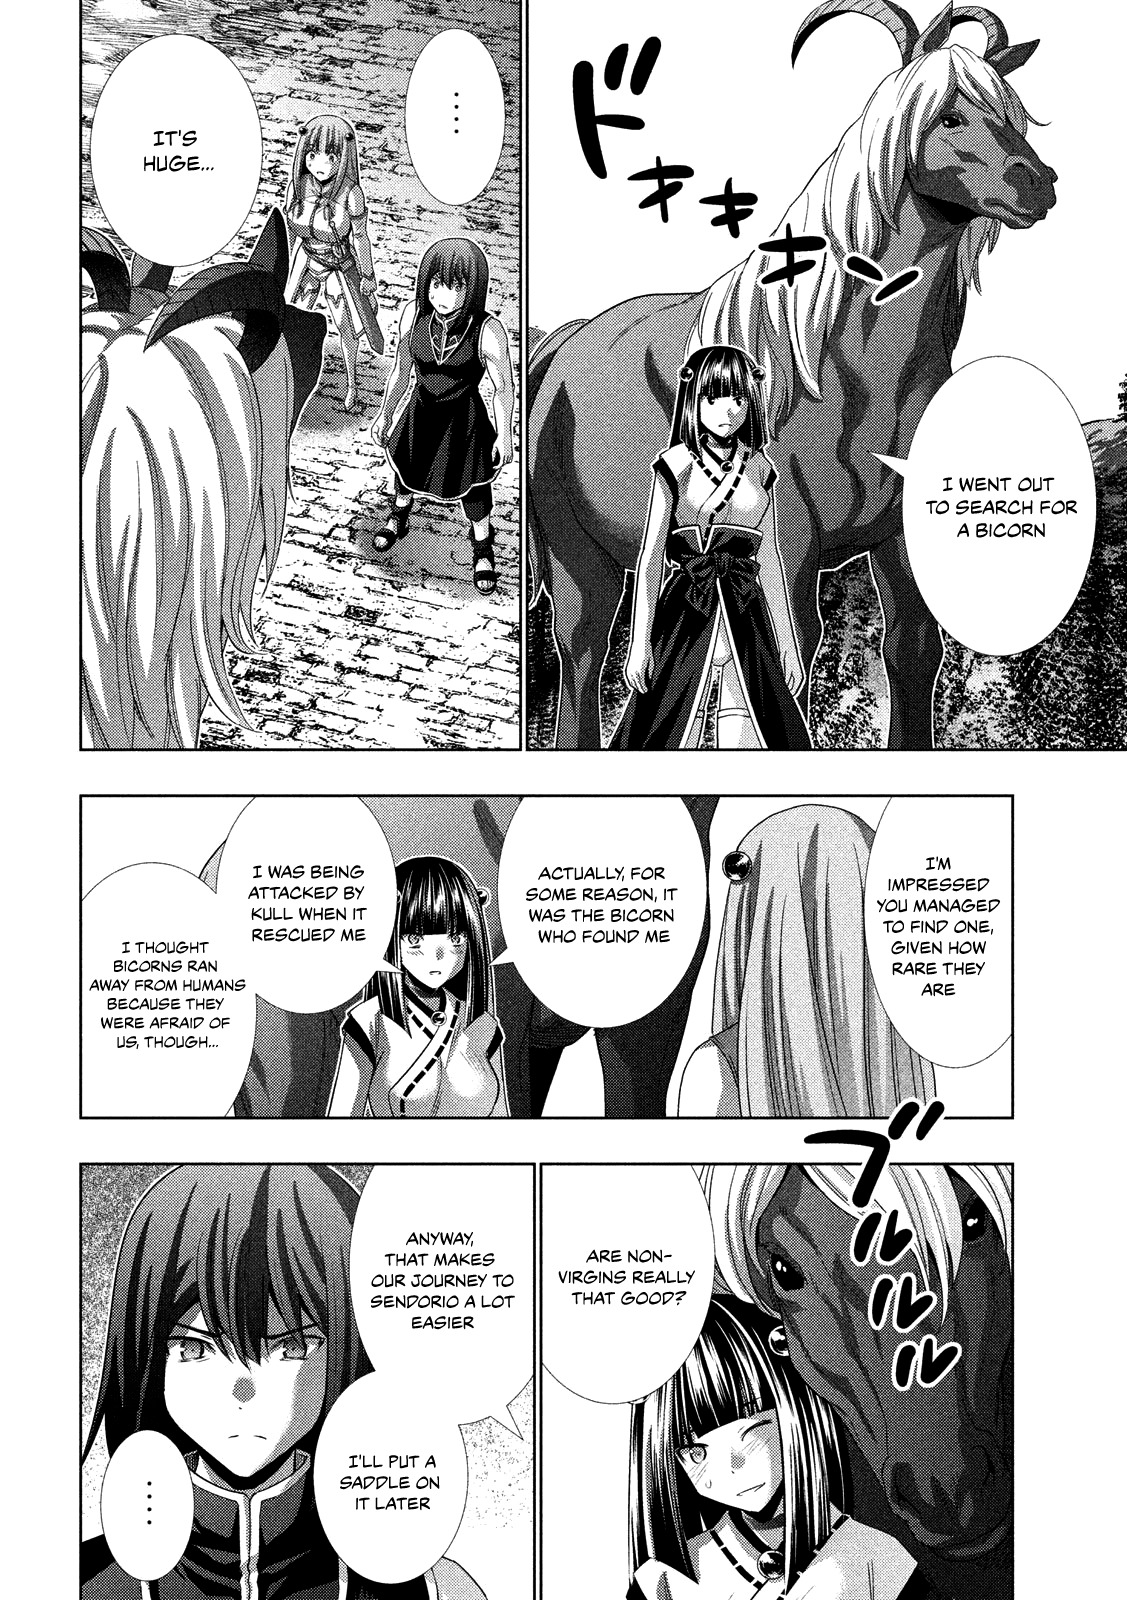 ドドキキーン
I WENT OUT
TO SEARCH FOR
A BICORN
...
IT'S
HUGE...
I'M
IMPRESSED
YOU MANAGED
TO FIND ONE,
GIVEN HOW
RARE THEY
ARE
ACTUALLY, FOR
SOME REASON, IT
WAS THE BICORN
WHO FOUND ME
I WAS BEING
ATTACKED BY
KULL WHEN IT
RESCUED ME
I THOUGHT
BICORNS RAN
AWAY FROM HUMANS
BECAUSE THEY
WERE AFRAID OF
US, THOUGH...
ブルルル
ARE NON-
VIRGINS REALLY
THAT GOOD?
ANYWAY,
THAT MAKES
OUR JOURNEY TO
SENDORIO A LOT
EASIER
I'LL PUT A
SADDLE ON
IT LATER
...